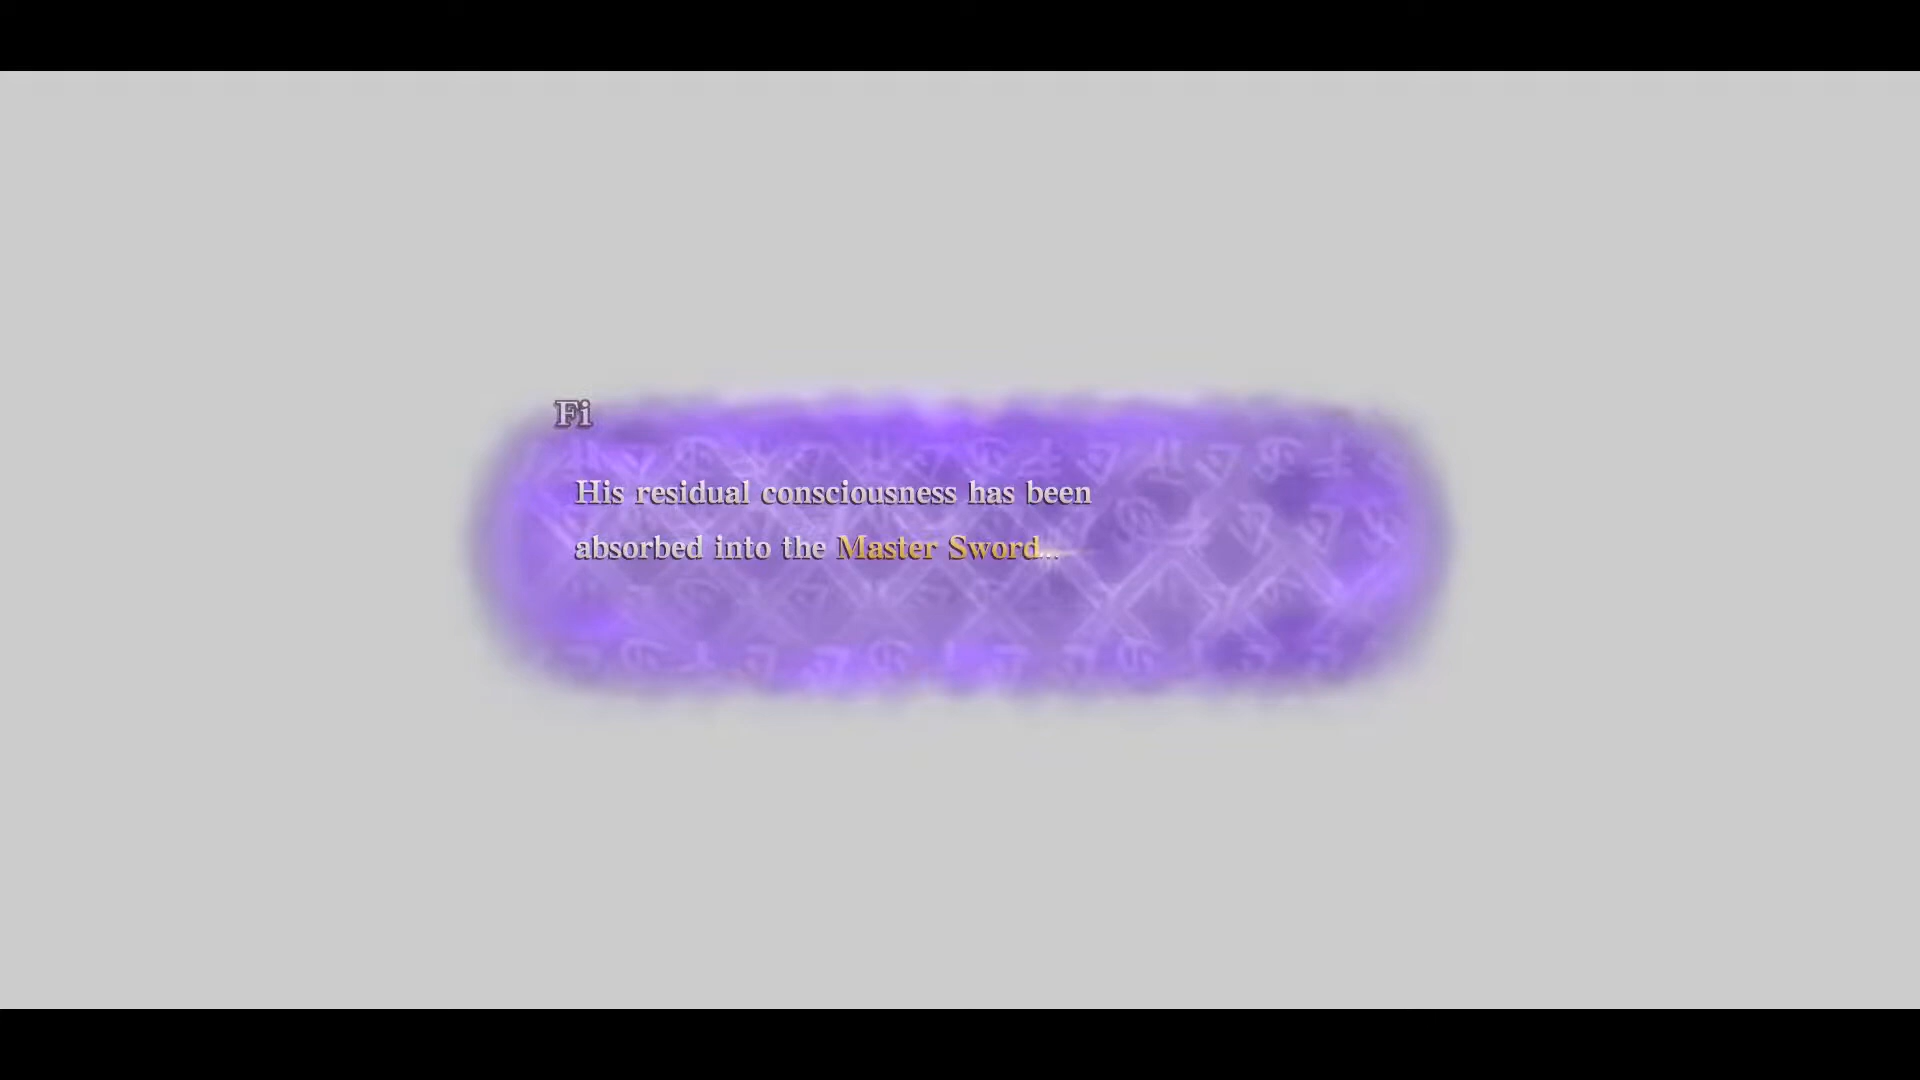 Fi
His residual consciousness has been
absorbed into the Master Sword...